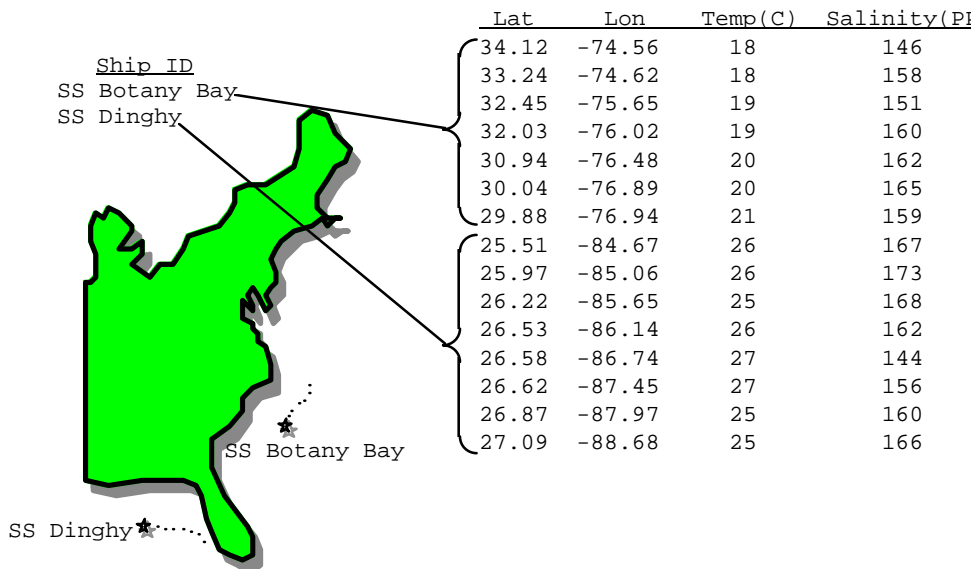 Lat Lon Temp(C) Salinity(PP
Ship ID
SS Botany Bay
SS Dinghy
34.12 -74.56 18 146
33.24 -74.62 18 158
32.45 -75.65 19 151
32.03 -76.02 19 160
30.94 -76.48 20 162
30.04 -76.89 20 165
29.88 -76.94 21 159
25.51 -84.67 26 167
25.97 -85.06 26 173
26.22 -85.65 25 168
26.53 -86.14 26 162
26.58 -86.74 27 144
26.62 -87.45 27 156
26.87 -87.97 25 160
27.09 -88.68 25 166
SS Botany Bay
SS Dinghy